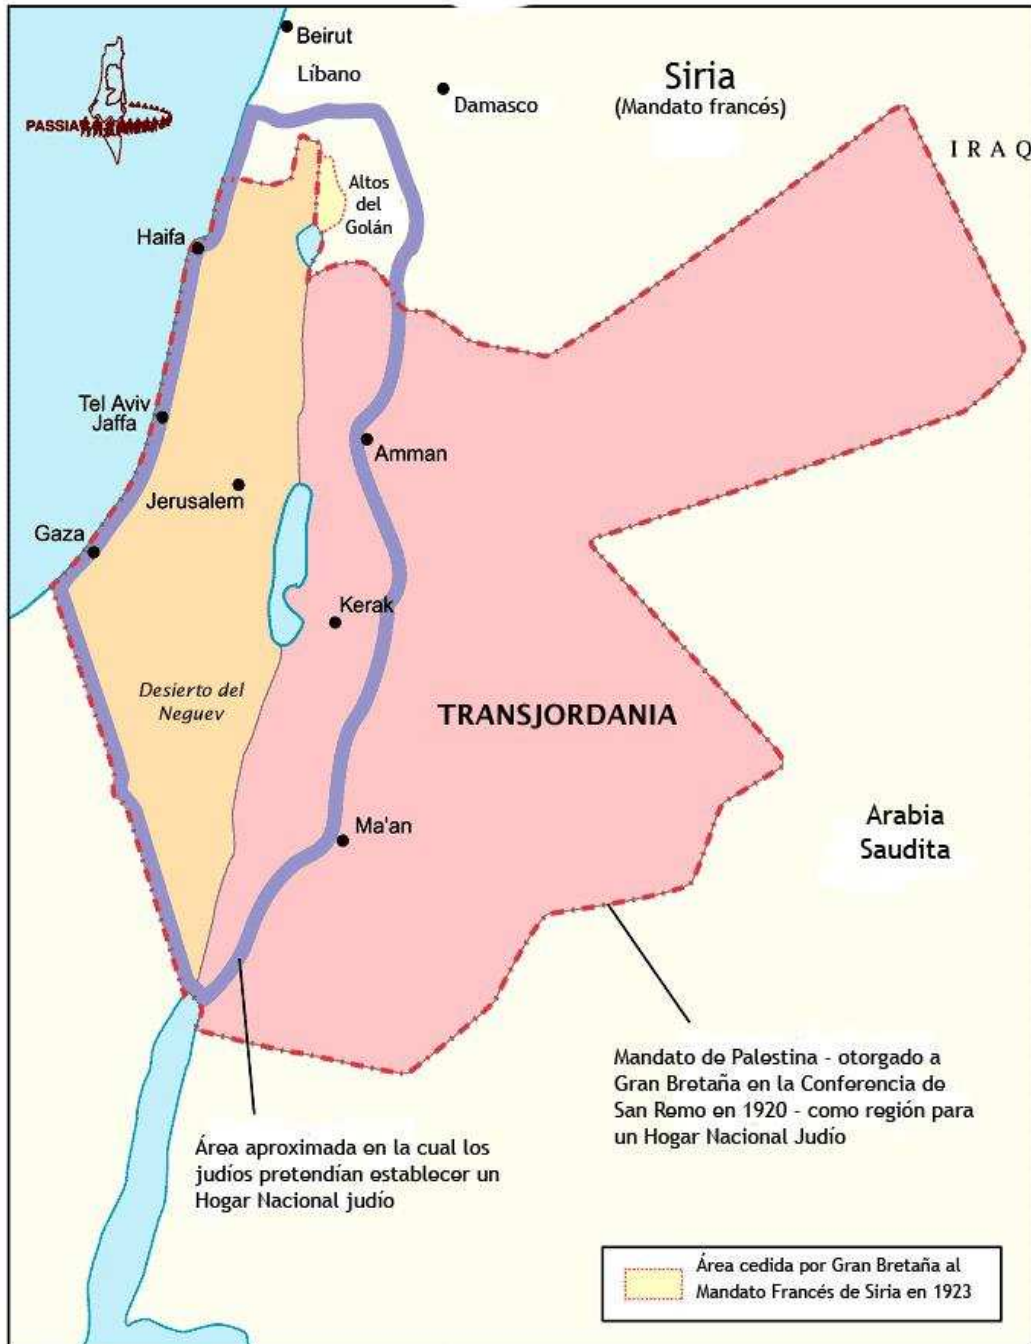 Beirut
Líbano
Siria
(Mandato francés)
Damasco
PASSIA
IRAQ
Altos
del
Golán
Haifa
Tel Aviv
Jaffa
Amman
Jerusalem
Gaza
Kerak
Desierto del
Neguev
TRANSJORDANIA
Ma'an
Arabia
Saudita
Mandato de Palestina - otorgado a
Gran Bretaña en la Conferencia de
San Remo en 1920 - como región para
un Hogar Nacional Judío
Área aproximada en la cual los
judíos pretendían establecer un
Hogar Nacional judío
Área cedida por Gran Bretaña al
Mandato Francés de Siria en 1923